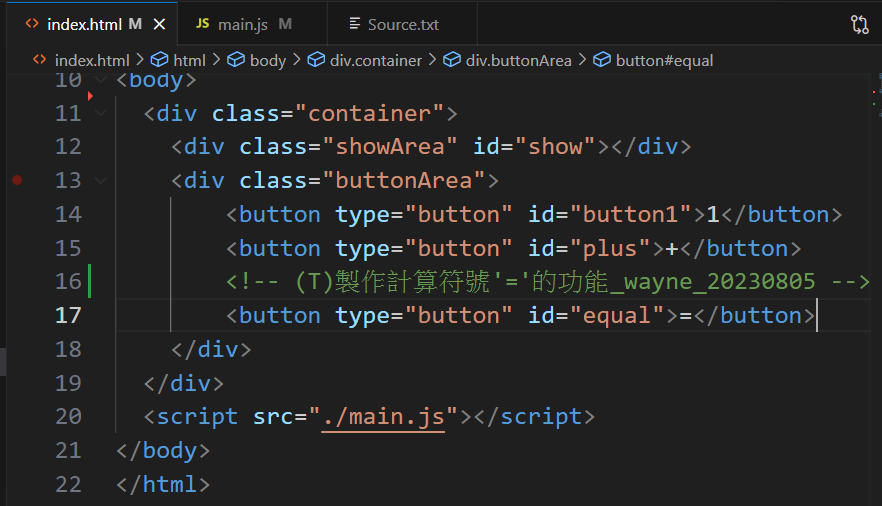 index.html M
main.js M
Source.txt
index.html > html > body > div.container > div.buttonArea > button#equal
10 <body>
11 <div class="container">
12 <div class="showArea" id="show"></div>
13 <div class="buttonArea">
14 <button type="button" id="button1">1</button>
15 <button type="button" id="plus">+</button>
16 <!-- (T)製作計算符號'='的功能_wayne_20230805 -->
17 <button type="button" id="equal">=</button>
18 </div>
19 </div>
20 <script src="./main.js"></script>
21 </body>
22 </html>